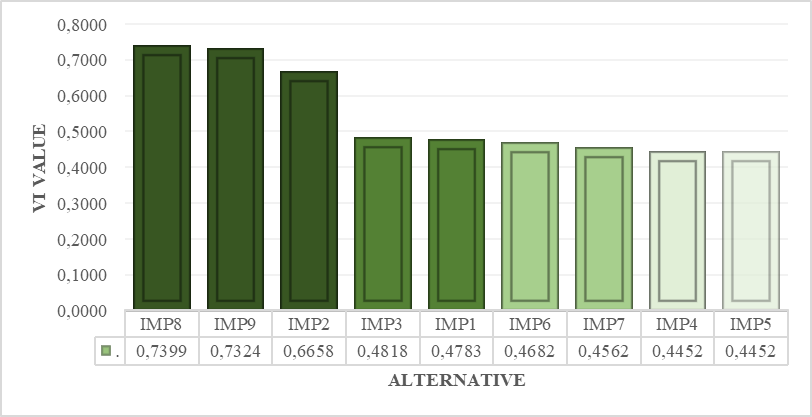 0,8000
0,7000
0,6000
0,5000
0,4000
0,3000
0,2000
0,1000
0,0000
VI VALUE
IMP8 IMP9 IMP2 IMP3 IMP1 IMP6 IMP7 IMP4 IMP5
. 0,7399 0,7324 0,6658 0,4818 0,4783 0,4682 0,4562 0,4452 0,4452
ALTERNATIVE